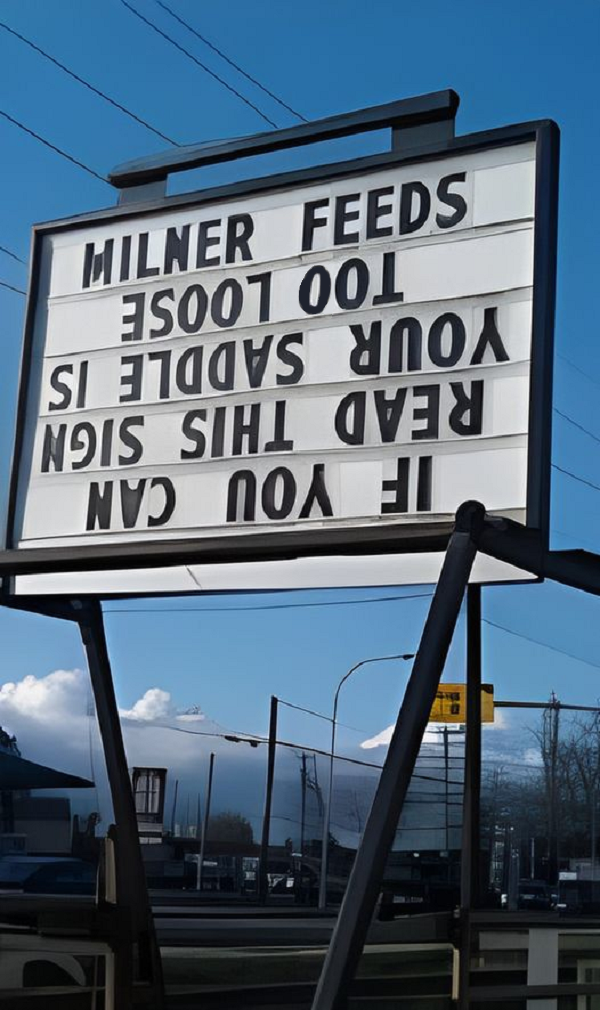 MILNER FEEDS
IF YOU CAN
READ THIS SIGN
YOUR SADDLE IS
TOO LOOSE